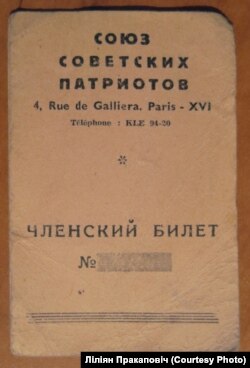 СОЮЗ
СОВЕТСКИХ
ПАТРИОТОВ
4, Rue de Galliera. Paris - XVI
Téléphone : KLE 94-20
*
ЧЛЕНСКИЙ БИЛЕТ
№
Ліліян Пракаповіч (Courtesy Photo)